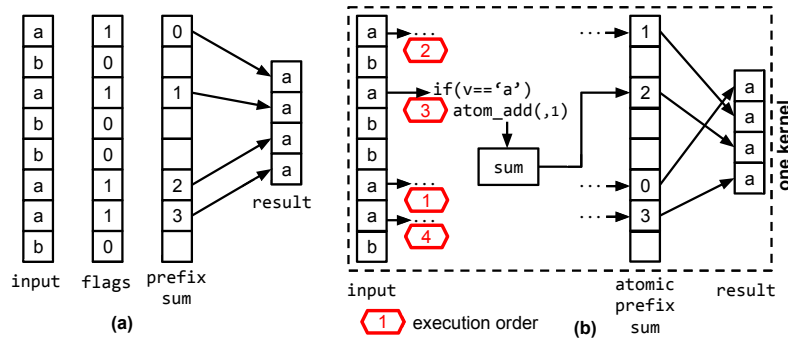 a
b
a
b
b
a
a
b
input
1
0
1
0
0
1
1
0
flags
0
1
2
3
prefix
sum
a
a
a
a
result
(a)
a
b
a
b
b
a
a
b
input
...
2
if(v=='a')
3
atom_add(,1)
sum
...
1
...
4
...
...
...
1
2
0
3
atomic
prefix
sum
a
a
a
a
result
one kernel
1 execution order
(b)